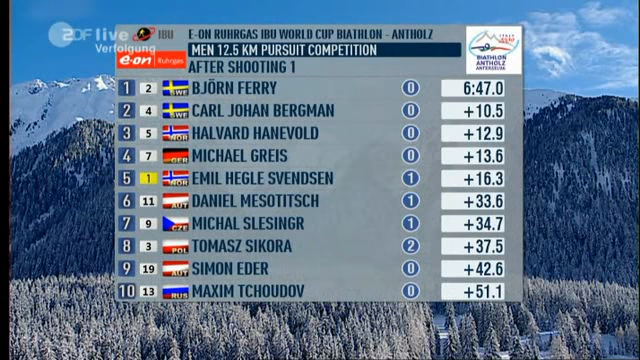 ZDF live
Verfolgung
IBU
E-ON RUHRGAS IBU WORLD CUP BIATHLON - ANTHOLZ
e-on Ruhrgas
MEN 12.5 KM PURSUIT COMPETITION
AFTER SHOOTING 1
BIATHLON
ANTHOLZ
ANTERSELVA
1 2 SWE BJÖRN FERRY 0 6:47.0
2 4 SWE CARL JOHAN BERGMAN 0 +10.5
3 5 NOR HALVARD HANEVOLD 0 +12.9
4 7 GER MICHAEL GREIS 0 +13.6
5 1 NOR EMIL HEGLE SVENDSEN 1 +16.3
6 11 AUT DANIEL MESOTITSCH 1 +33.6
7 9 CZE MICHAL SLESINGR 1 +34.7
8 3 POL TOMASZ SIKORA 2 +37.5
9 19 AUT SIMON EDER 0 +42.6
10 13 RUS MAXIM TCHOUDOV 0 +51.1